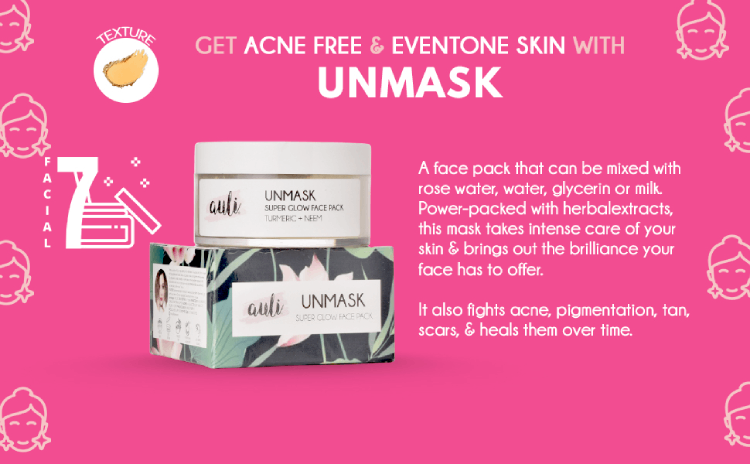 TEXTURE
GET ACNE FREE & EVENTONE SKIN WITH
UNMASK
FACIAL
7
A face pack that can be mixed with
rose water, water, glycerin or milk.
Power-packed with herbalextracts,
this mask takes intense care of your
skin & brings out the brilliance your
face has to offer.
It also fights acne, pigmentation, tan,
scars, & heals them over time.
auli
UNMASK
SUPER GLOW FACE PACK
TURMERIC + NEEM
auli
UNMASK
SUPER GLOW FACE PACK